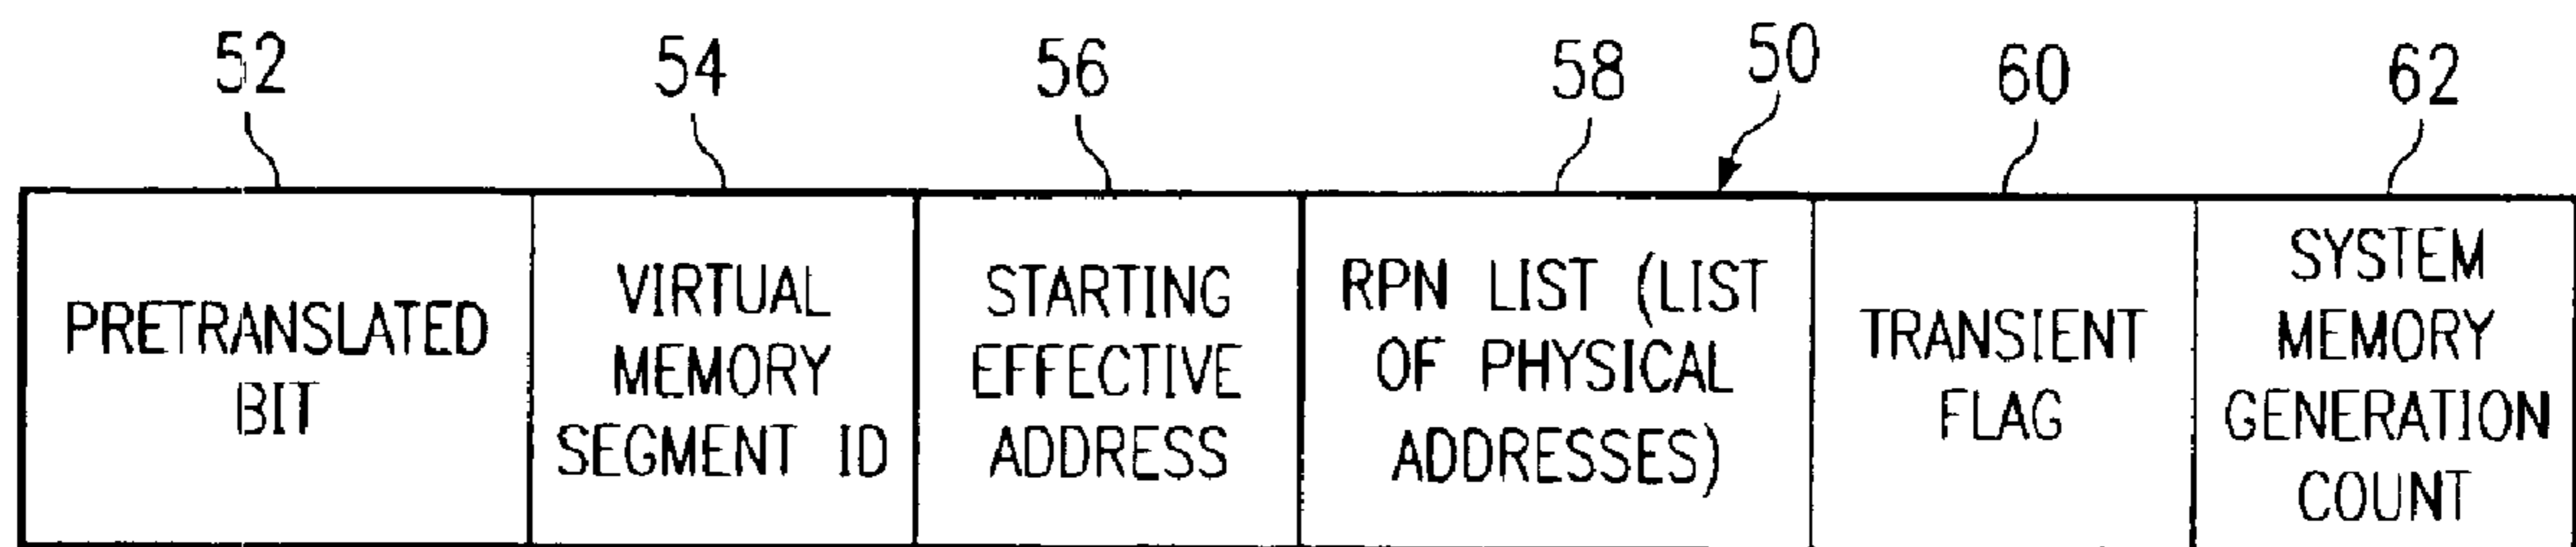 52 54 56 58 50 60 62
PRETRANSLATED
BIT
VIRTUAL
MEMORY
SEGMENT ID
STARTING
EFFECTIVE
ADDRESS
RPN LIST (LIST
OF PHYSICAL
ADDRESSES)
TRANSIENT
FLAG
SYSTEM
MEMORY
GENERATION
COUNT